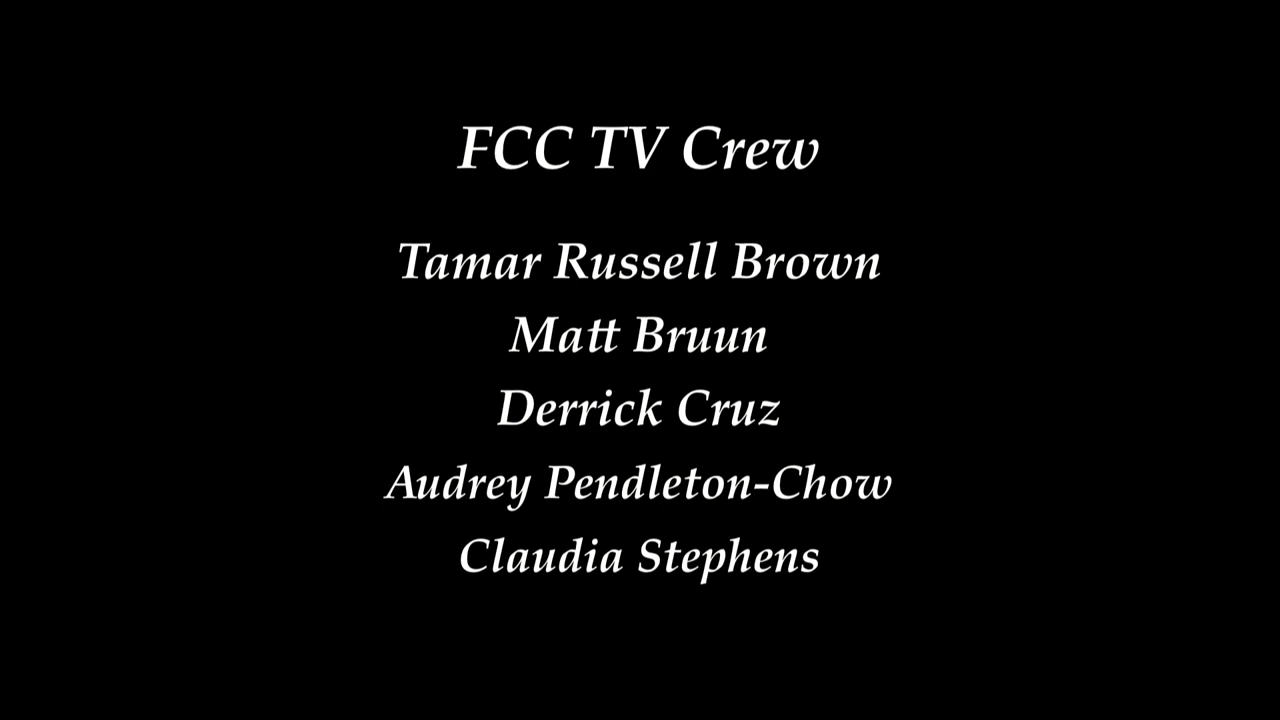 FCC TV Crew
Tamar Russell Brown
Matt Bruun
Derrick Cruz
Audrey Pendleton-Chow
Claudia Stephens